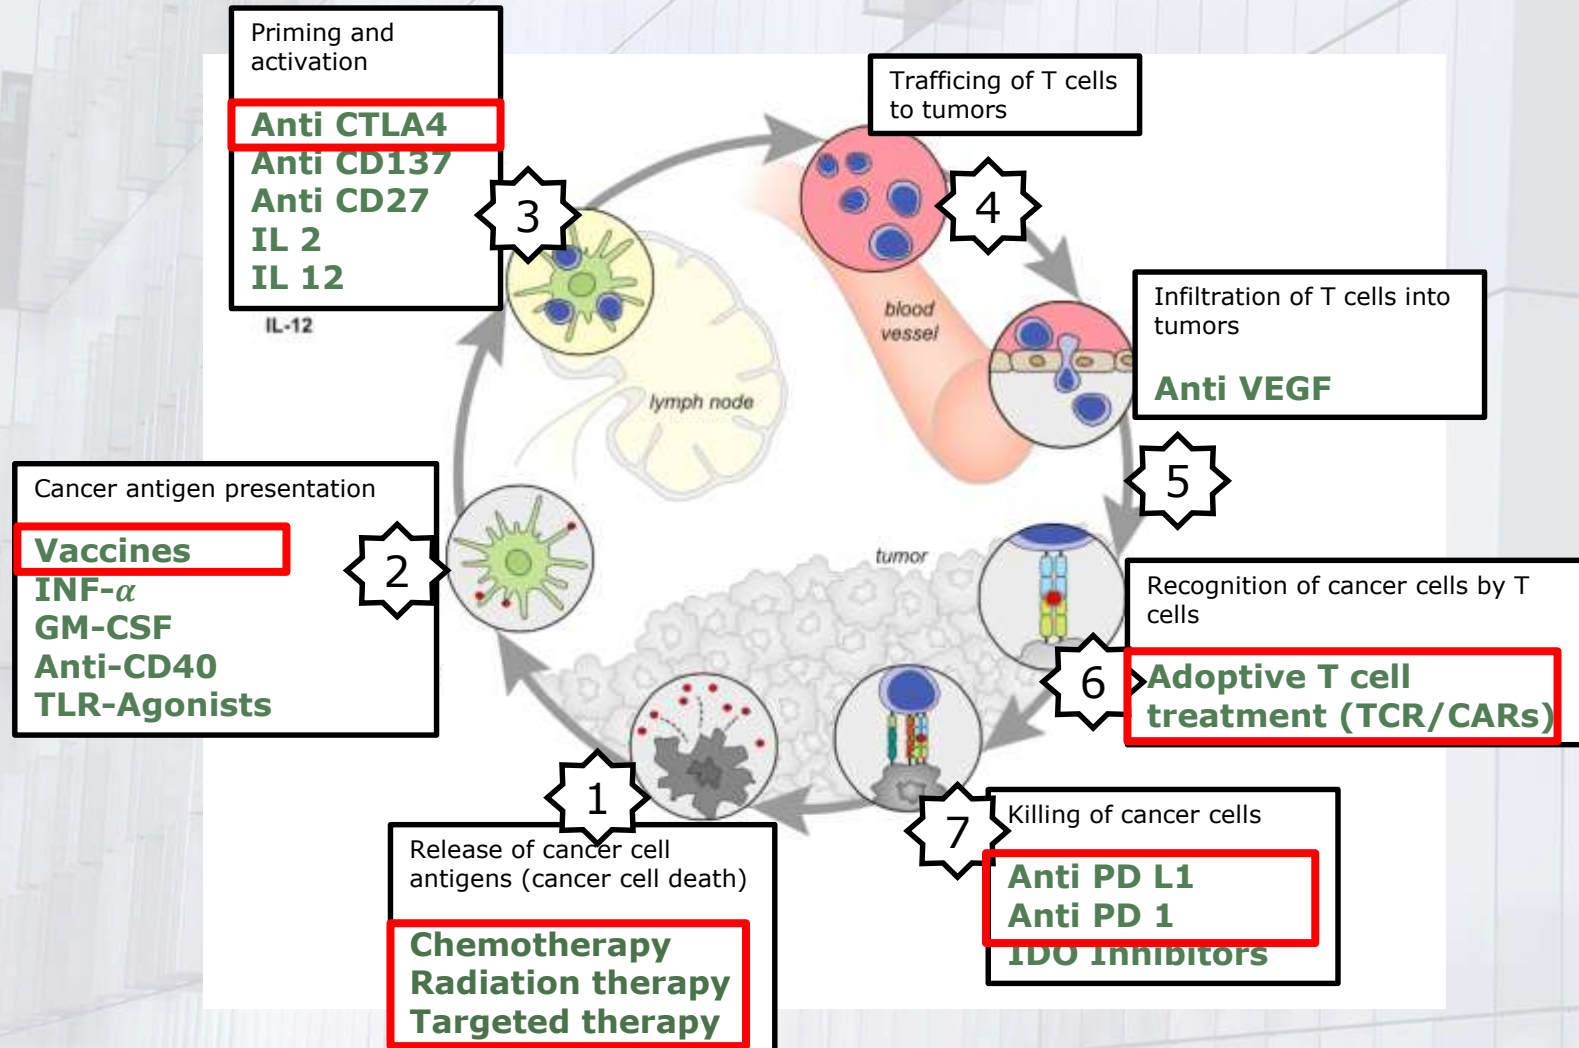 Priming and
activation
Anti CTLA4
Anti CD137
Anti CD27
IL 2
IL 12
IL-12
3
Trafficing of T cells
to tumors
4
blood
vessel
lymph node
Infiltration of T cells into
tumors
Anti VEGF
5
Cancer antigen presentation
Vaccines
INF-α
GM-CSF
Anti-CD40
TLR-Agonists
2
tumor
Recognition of cancer cells by T
cells
Adoptive T cell
treatment (TCR/CARs)
6
1
Release of cancer cell
antigens (cancer cell death)
Chemotherapy
Radiation therapy
Targeted therapy
7
Killing of cancer cells
Anti PD L1
Anti PD 1
IDO Inhibitors